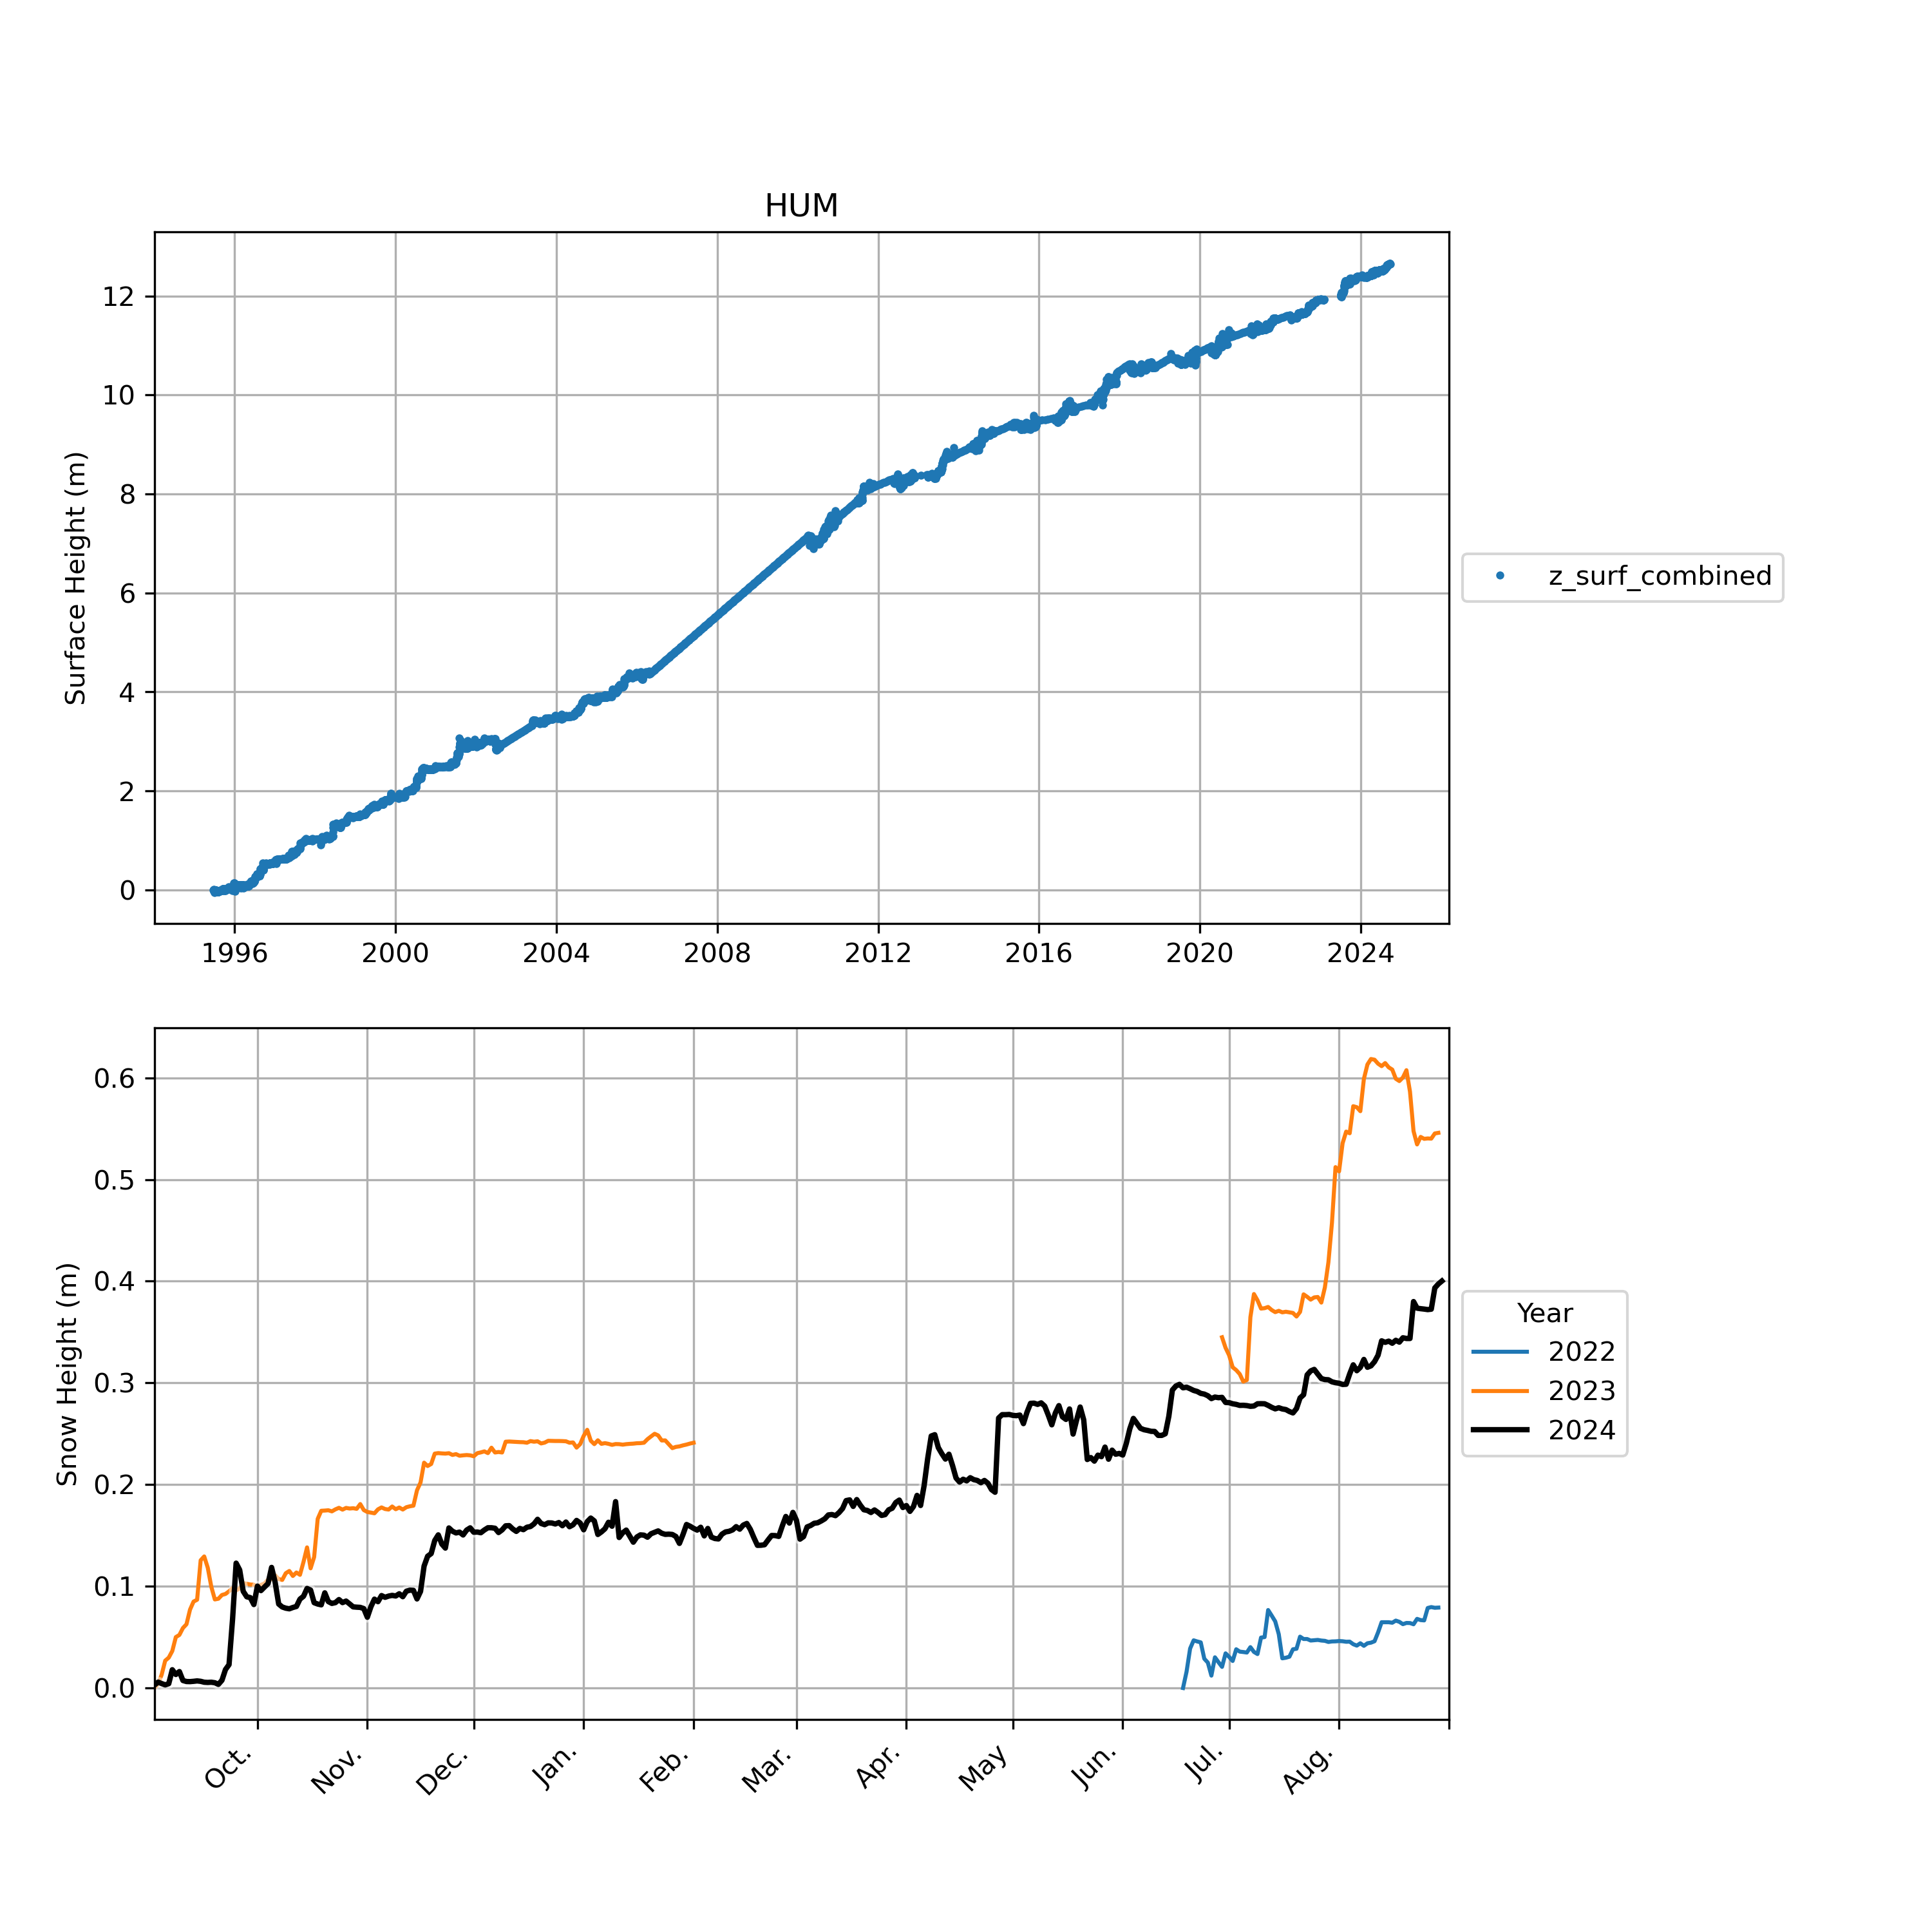 HUM
Surface Height (m)
12
10
8
6
4
2
0
1996 2000 2004 2008 2012 2016 2020 2024
z_surf_combined
Snow Height (m)
0.6
0.5
0.4
0.3
0.2
0.1
0.0
Oct. Nov. Dec. Jan. Feb. Mar. Apr. May Jun. Jul. Aug.
Year
2022
2023
2024